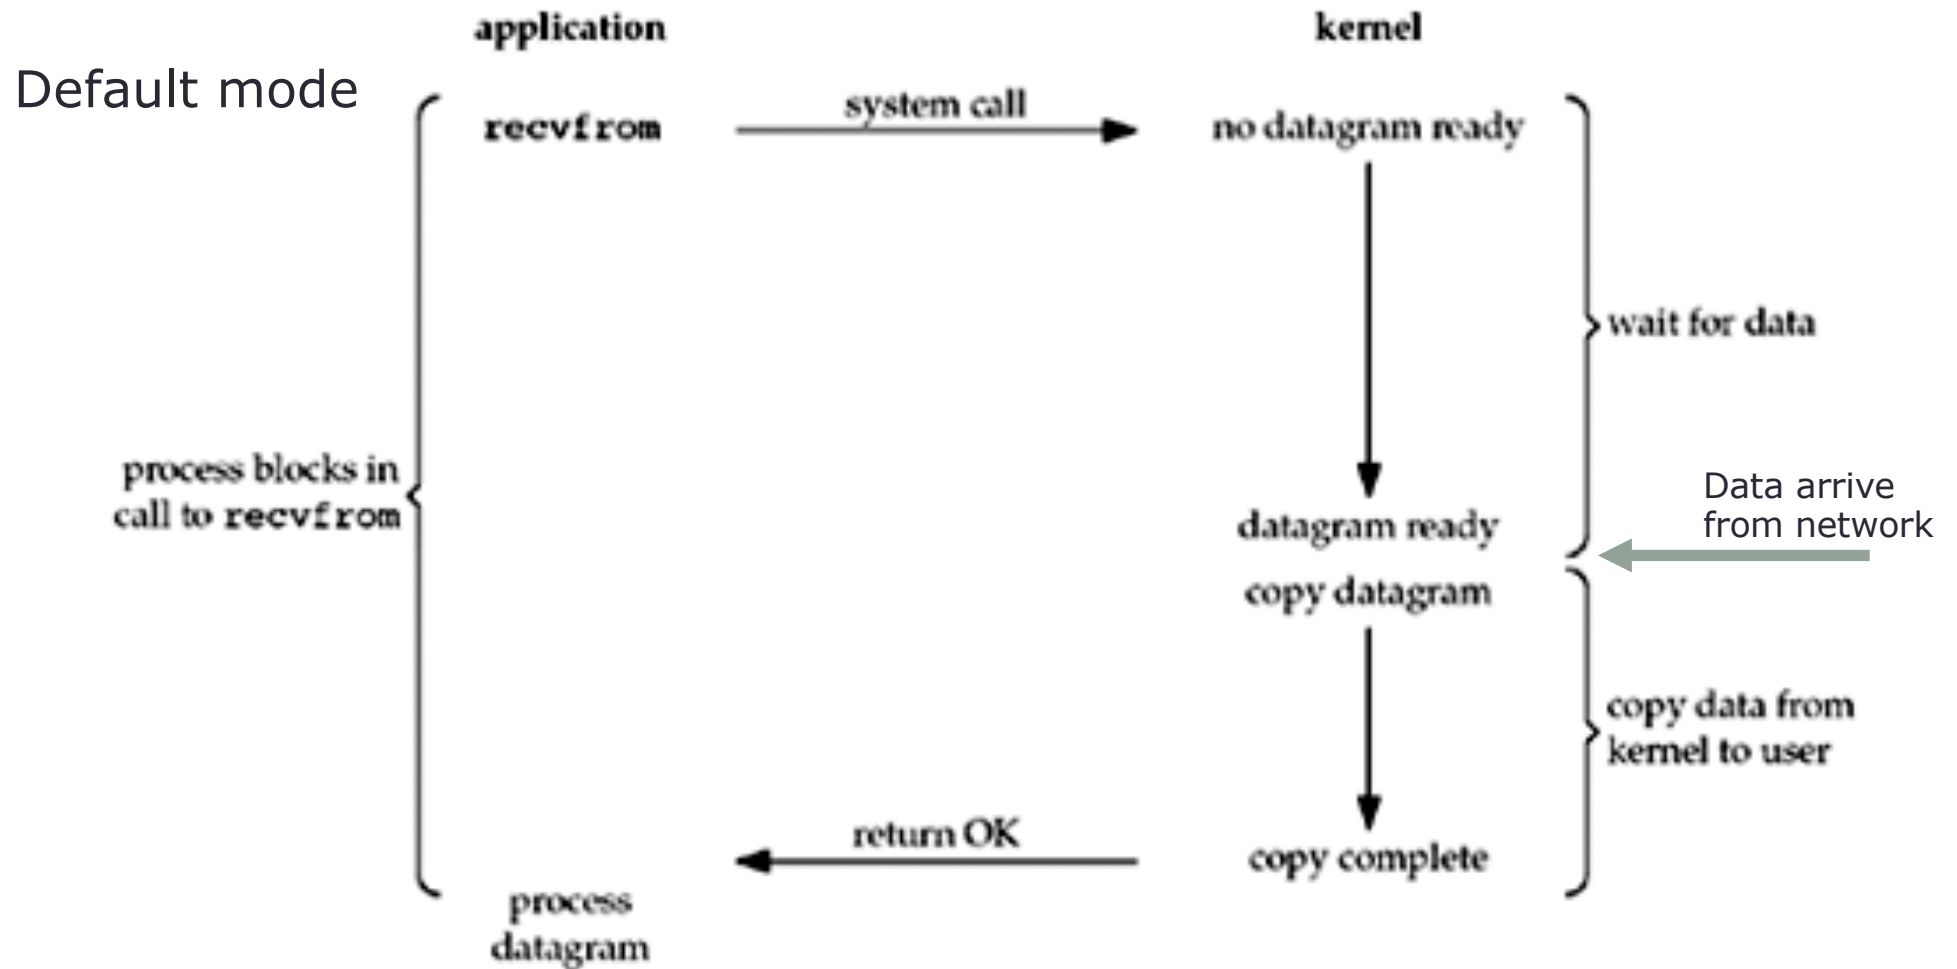 application
kernel
Default mode
recvfrom
system call
no datagram ready
wait for data
process blocks in
call to recvfrom
Data arrive
from network
datagram ready
copy datagram
copy data from
kernel to user
return OK
copy complete
process
datagram